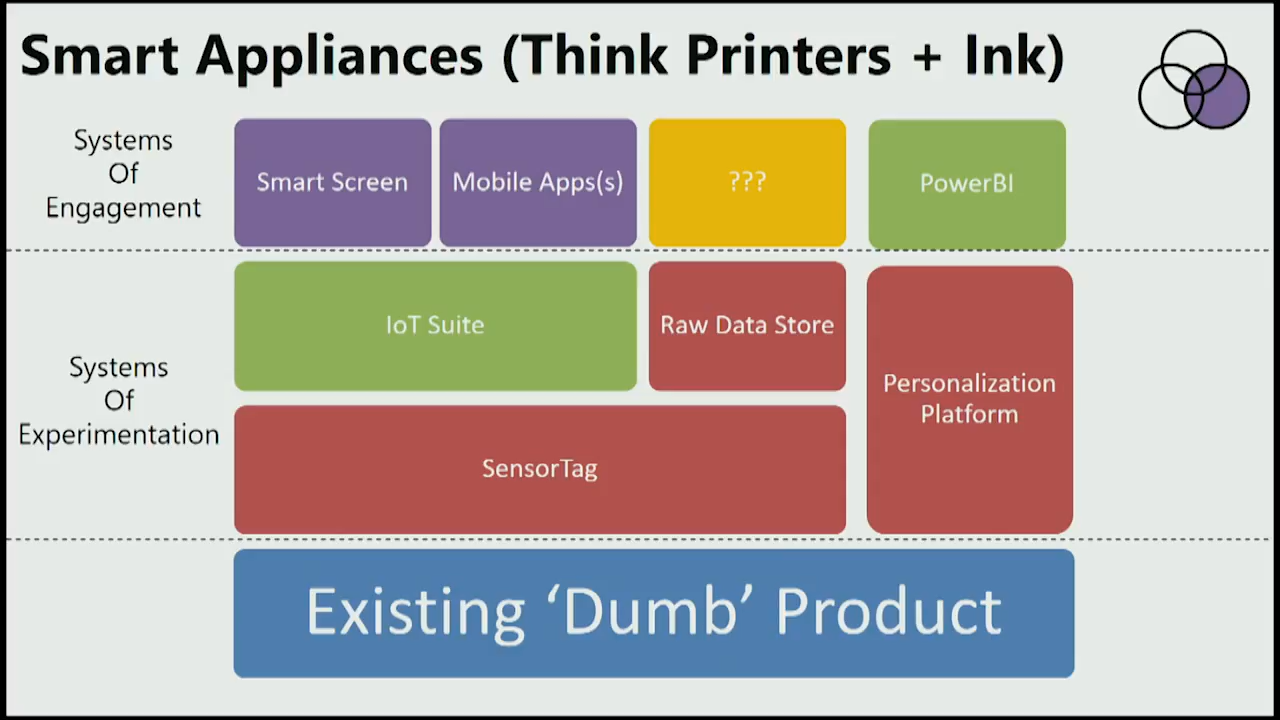 Smart Appliances (Think Printers + Ink)
Systems
Of
Engagement
Smart Screen
Mobile Apps(s)
???
PowerBI
Systems
Of
Experimentation
IoT Suite
Raw Data Store
Personalization
Platform
SensorTag
Existing ‘Dumb’ Product